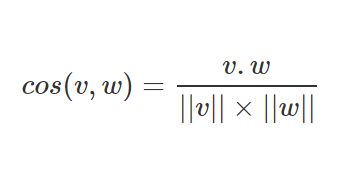 cos(v, w) = v . w / ||v|| × ||w||